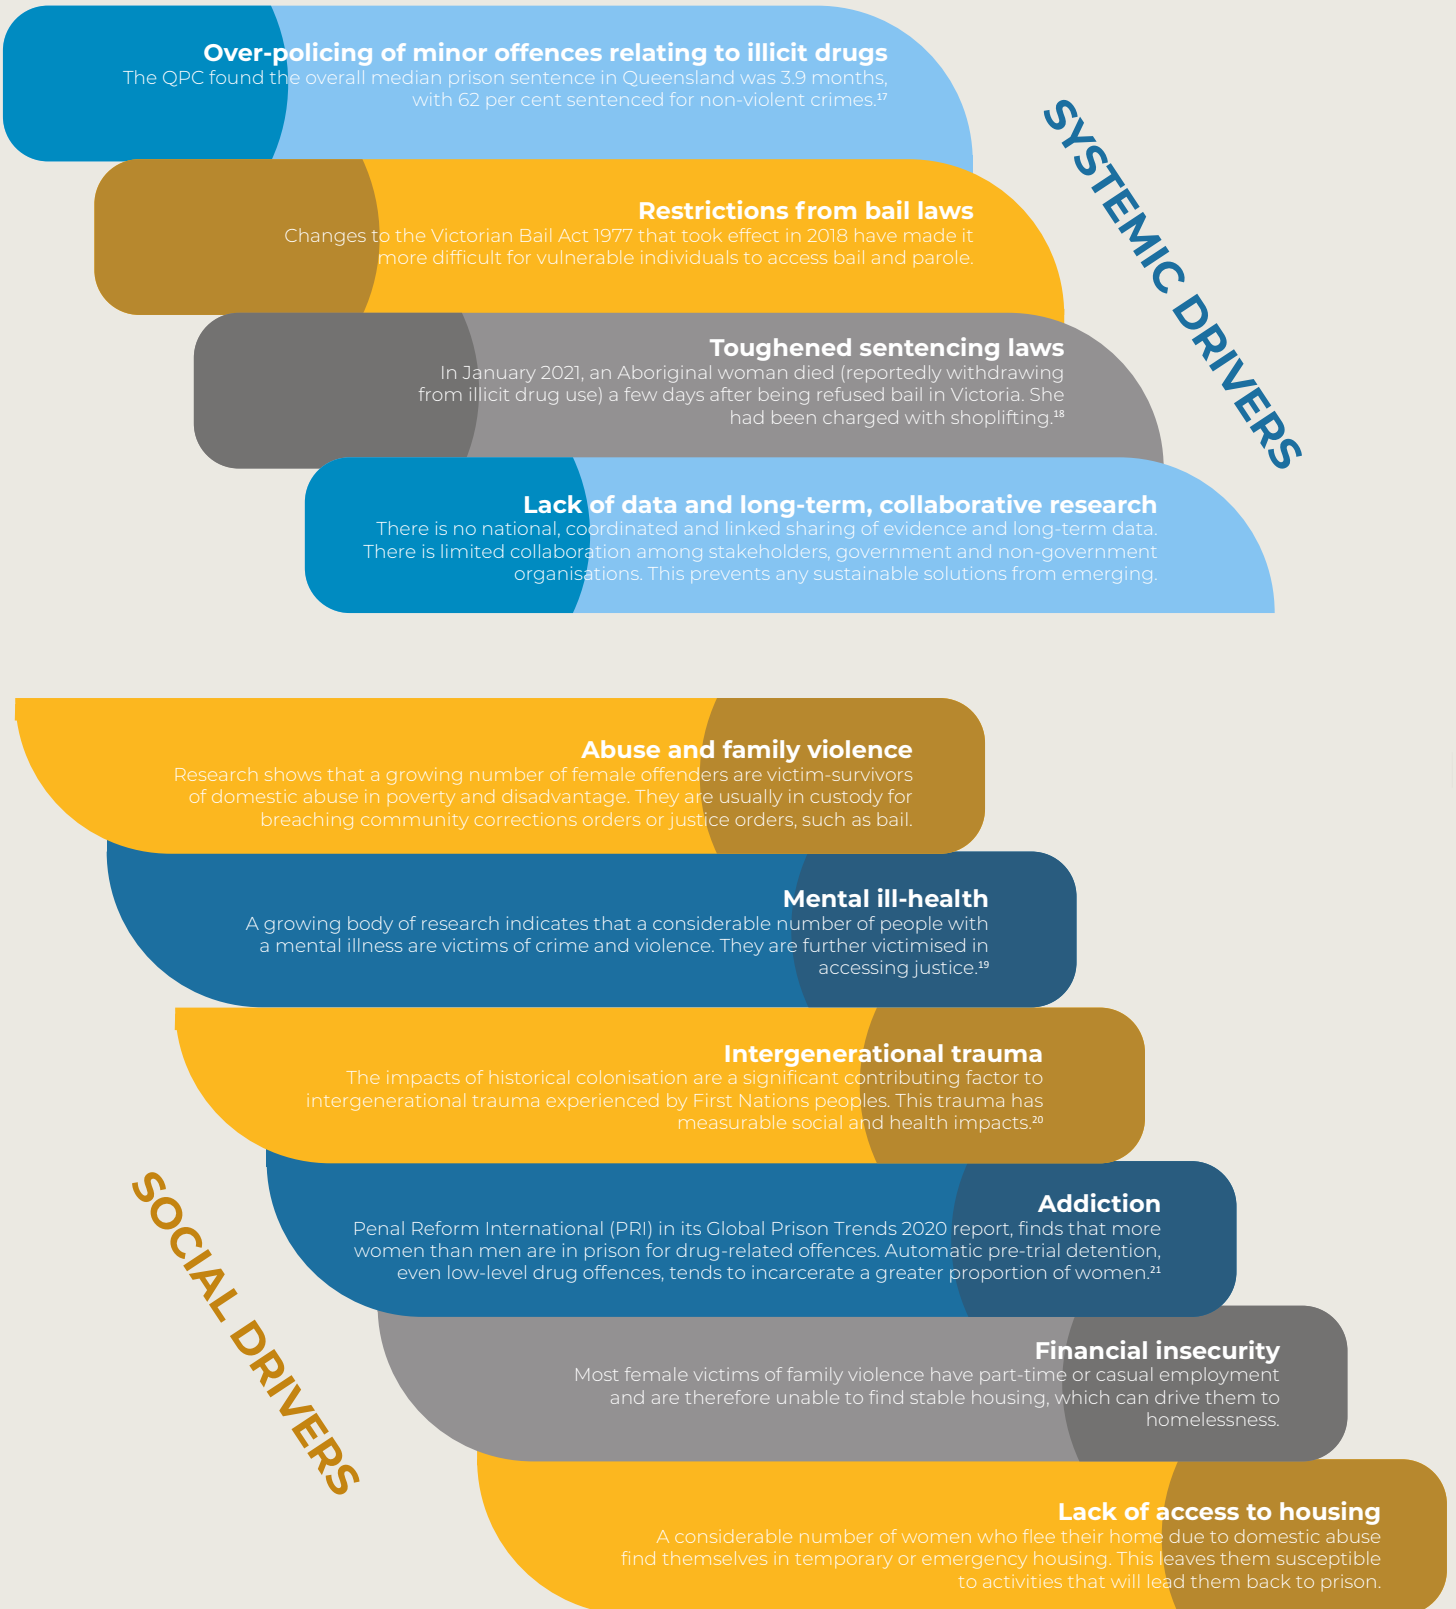 Over-policing of minor offences relating to illicit drugs
The QPC found the overall median prison sentence in Queensland was 3.9 months,
with 62 per cent sentenced for non-violent crimes.¹⁷
SYSTEMIC DRIVERS
Restrictions from bail laws
Changes to the Victorian Bail Act 1977 that took effect in 2018 have made it
more difficult for vulnerable individuals to access bail and parole.
Toughened sentencing laws
In January 2021, an Aboriginal woman died (reportedly withdrawing
from illicit drug use) a few days after being refused bail in Victoria. She
had been charged with shoplifting.¹⁸
Lack of data and long-term, collaborative research
There is no national, coordinated and linked sharing of evidence and long-term data.
There is limited collaboration among stakeholders, government and non-government
organisations. This prevents any sustainable solutions from emerging.
Abuse and family violence
Research shows that a growing number of female offenders are victim-survivors
of domestic abuse in poverty and disadvantage. They are usually in custody for
breaching community corrections orders or justice orders, such as bail.
Mental ill-health
A growing body of research indicates that a considerable number of people with
a mental illness are victims of crime and violence. They are further victimised in
accessing justice.¹⁹
Intergenerational trauma
The impacts of historical colonisation are a significant contributing factor to
intergenerational trauma experienced by First Nations peoples. This trauma has
measurable social and health impacts.²⁰
SOCIAL DRIVERS
Addiction
Penal Reform International (PRI) in its Global Prison Trends 2020 report, finds that more
women than men are in prison for drug-related offences. Automatic pre-trial detention,
even low-level drug offences, tends to incarcerate a greater proportion of women.²¹
Financial insecurity
Most female victims of family violence have part-time or casual employment
and are therefore unable to find stable housing, which can drive them to
homelessness.
Lack of access to housing
A considerable number of women who flee their home due to domestic abuse
find themselves in temporary or emergency housing. This leaves them susceptible
to activities that will lead them back to prison.